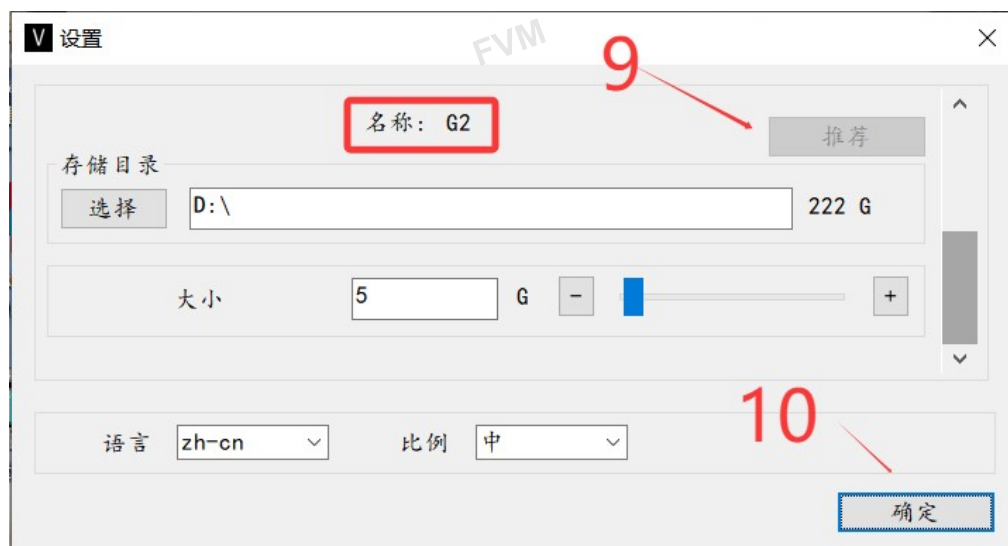 V 设置
FVM
9
名称: G2
推荐
存储目录
选择 D:\ 222 G
大小 5 G - +
10
语言 zh-cn 比例 中
确定